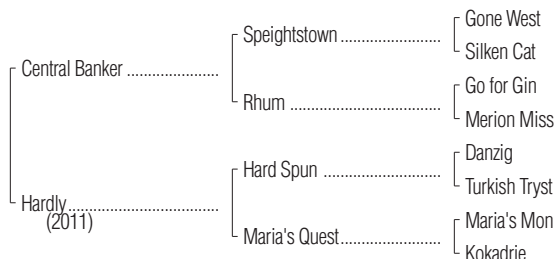 Gone West
Speightstown
Silken Cat
Central Banker
Go for Gin
Rhum
Merion Miss
Danzig
Hard Spun
Turkish Tryst
Hardly
(2011)
Maria's Mon
Maria's Quest
Kokadrie